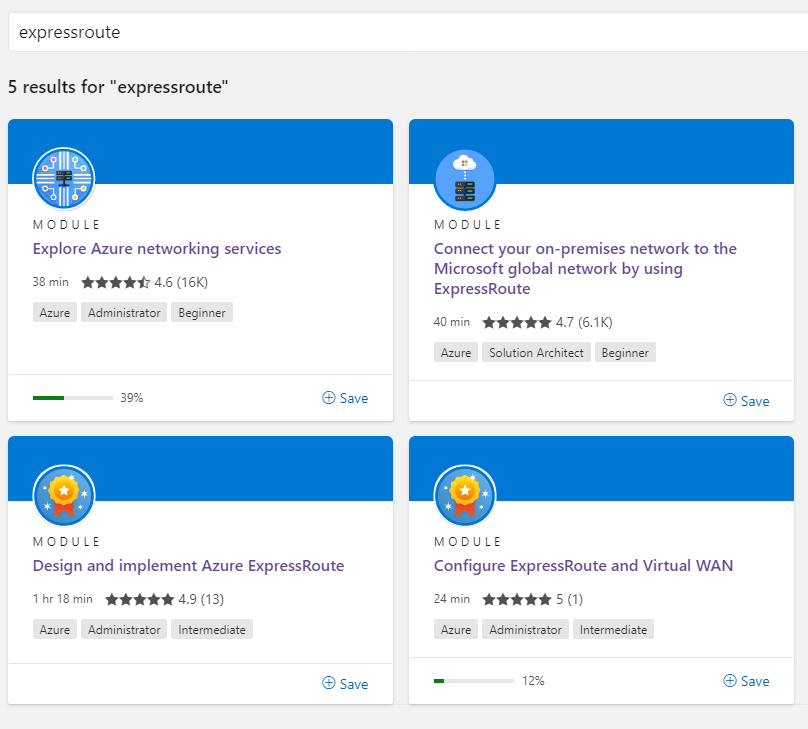 expressroute
5 results for "expressroute"
MODULE
Explore Azure networking services
38 min 4.6 (16K)
Azure Administrator Beginner
39% Save
MODULE
Connect your on-premises network to the
Microsoft global network by using
ExpressRoute
40 min 4.7 (6.1K)
Azure Solution Architect Beginner
Save
MODULE
Design and implement Azure ExpressRoute
1 hr 18 min 4.9 (13)
Azure Administrator Intermediate
Save
MODULE
Configure ExpressRoute and Virtual WAN
24 min 5 (1)
Azure Administrator Intermediate
12% Save